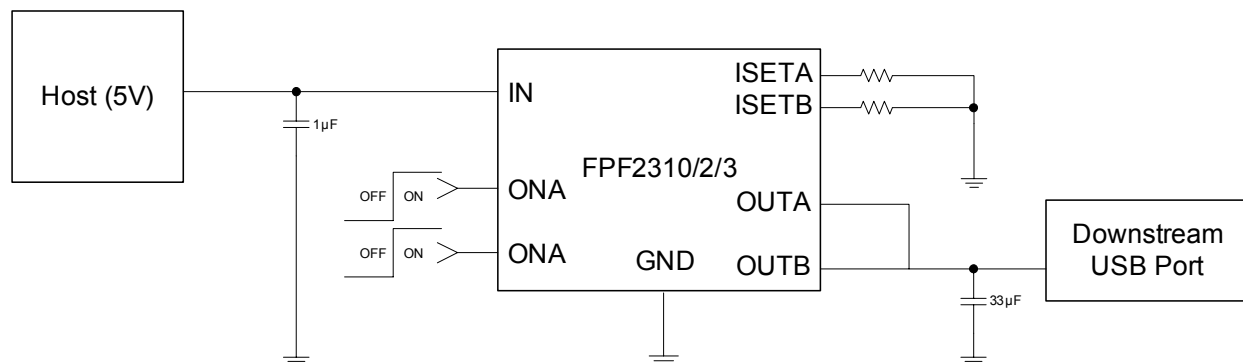 Host (5V)
1µF
IN
ISETA
ISETB
FPF2310/2/3
OFF ON
ONA
OFF ON
ONA
GND
OUTA
OUTB
33µF
Downstream
USB Port